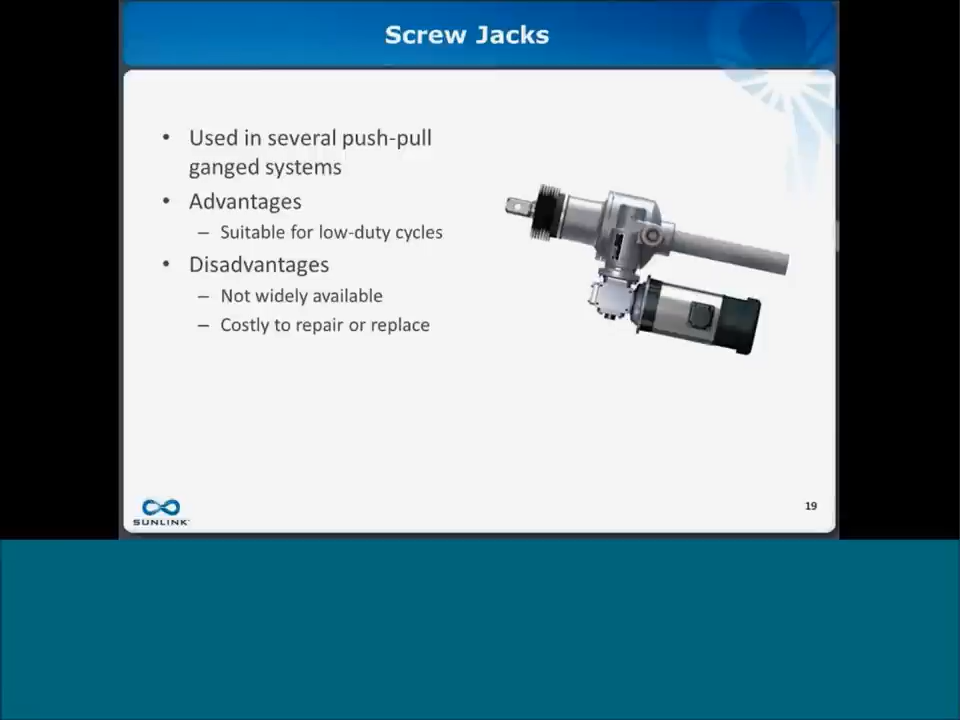 Screw Jacks
• Used in several push-pull
ganged systems
• Advantages
– Suitable for low-duty cycles
• Disadvantages
– Not widely available
– Costly to repair or replace
SUNLINK
19